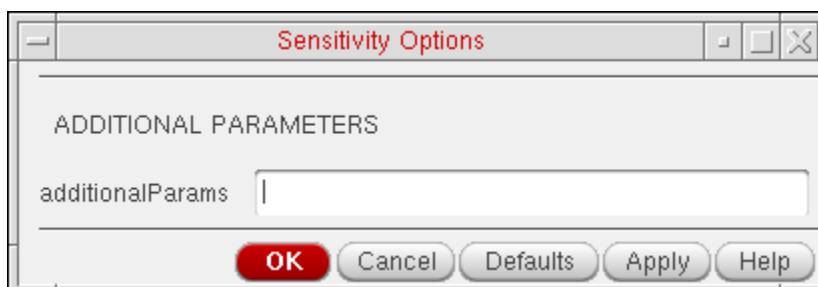 Sensitivity Options
ADDITIONAL PARAMETERS
additionalParams
OK Cancel Defaults Apply Help